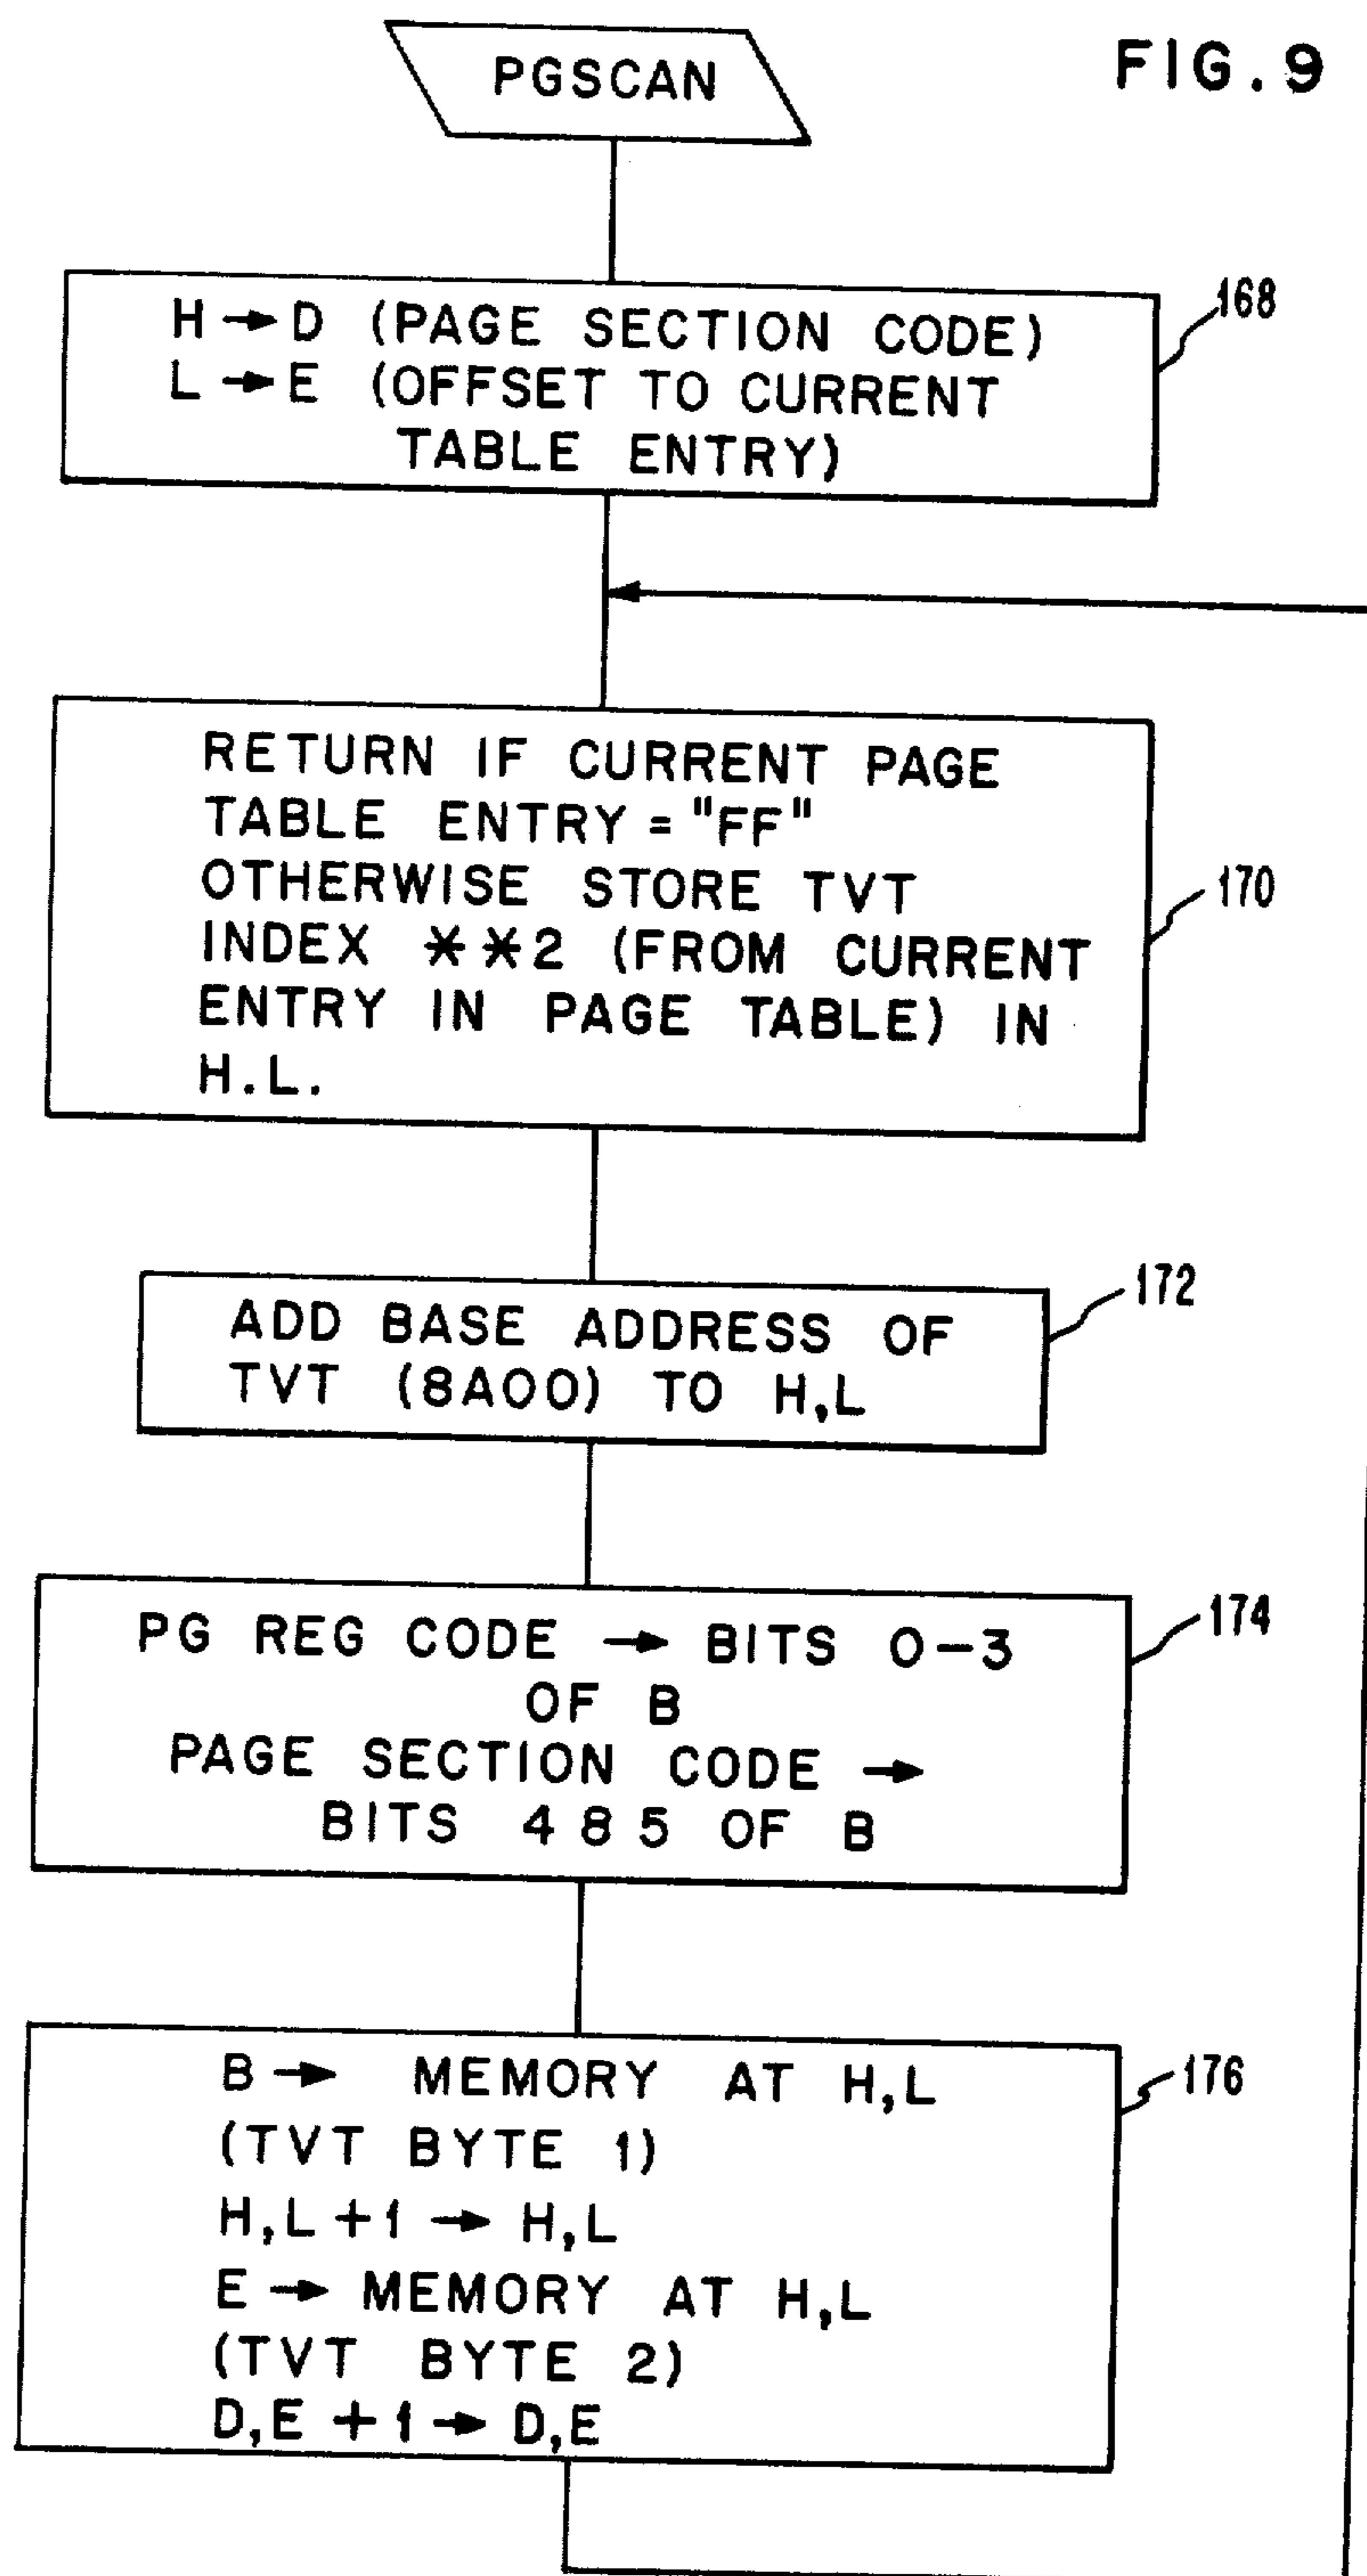 PGSCAN
FIG. 9
H → D (PAGE SECTION CODE)
L → E (OFFSET TO CURRENT
TABLE ENTRY)
168
RETURN IF CURRENT PAGE
TABLE ENTRY = "FF"
OTHERWISE STORE TVT
INDEX **2 (FROM CURRENT
ENTRY IN PAGE TABLE) IN
H.L.
170
ADD BASE ADDRESS OF
TVT (8A00) TO H,L
172
PG REG CODE → BITS 0-3
OF B
PAGE SECTION CODE →
BITS 4 8 5 OF B
174
B → MEMORY AT H,L
(TVT BYTE 1)
H,L + 1 → H,L
E → MEMORY AT H,L
(TVT BYTE 2)
D,E + 1 → D,E
176